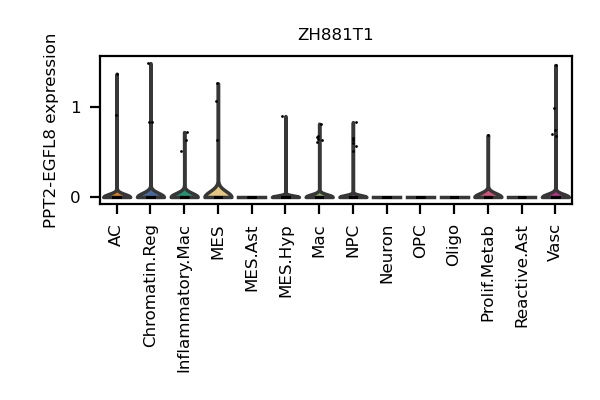 ZH881T1
PPT2-EGFL8 expression
1
0
AC
Chromatin.Reg
Inflammatory.Mac
MES
MES.Ast
MES.Hyp
Mac
NPC
Neuron
OPC
Oligo
Prolif.Metab
Reactive.Ast
Vasc